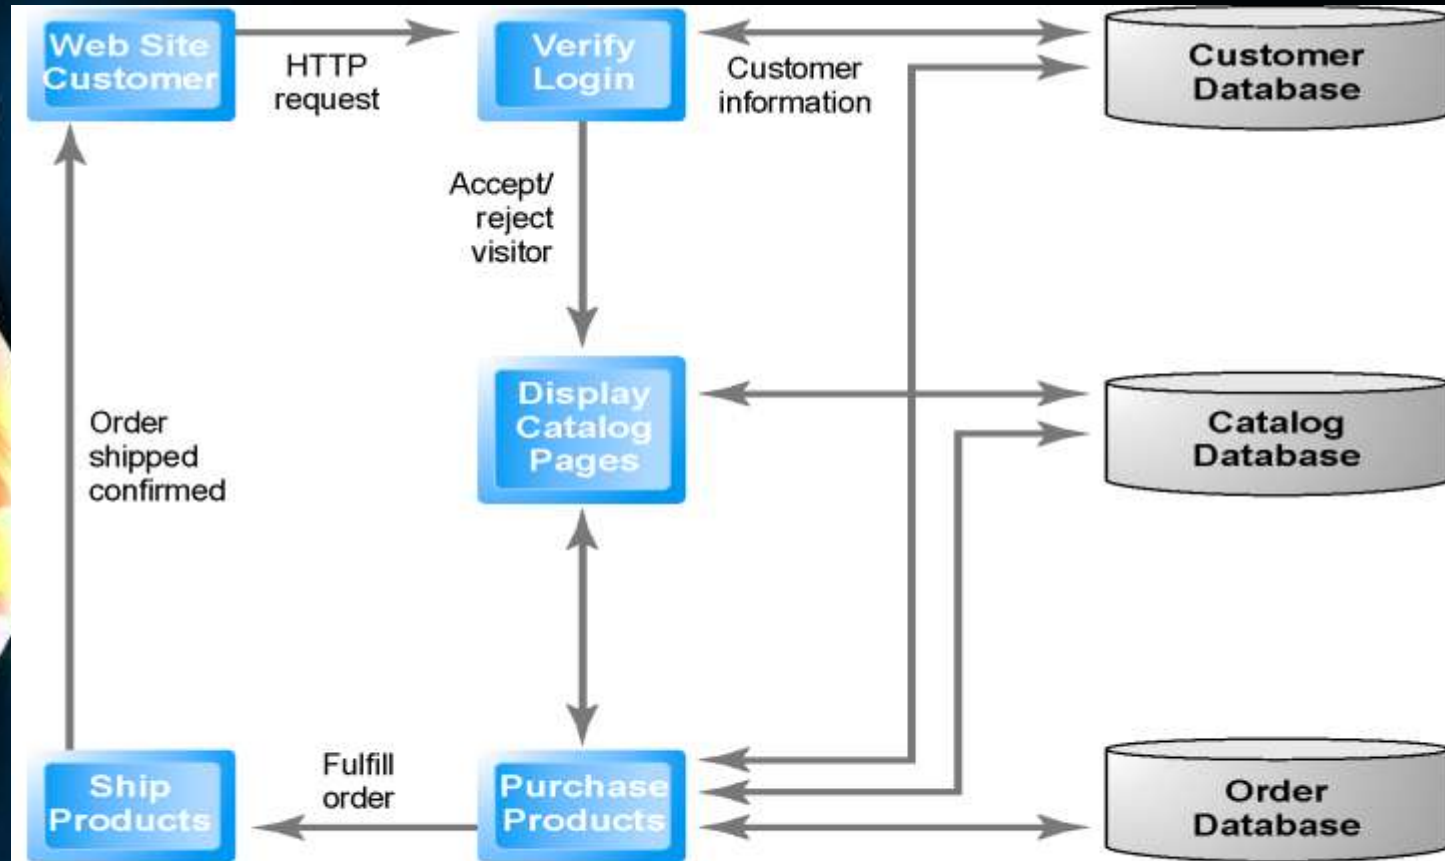 Web Site
Customer
HTTP
request
Verify
Login
Customer
information
Customer
Database
Accept/
reject
visitor
Display
Catalog
Pages
Catalog
Database
Order
shipped
confirmed
Ship
Products
Fulfill
order
Purchase
Products
Order
Database